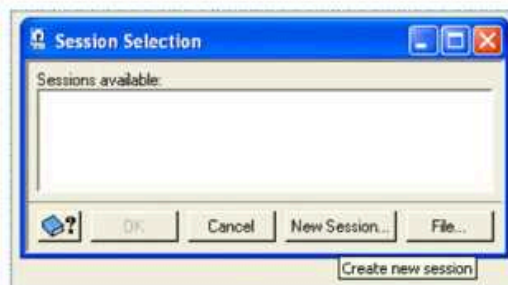 Session Selection
Sessions available:
? OK Cancel New Session... File...
Create new session